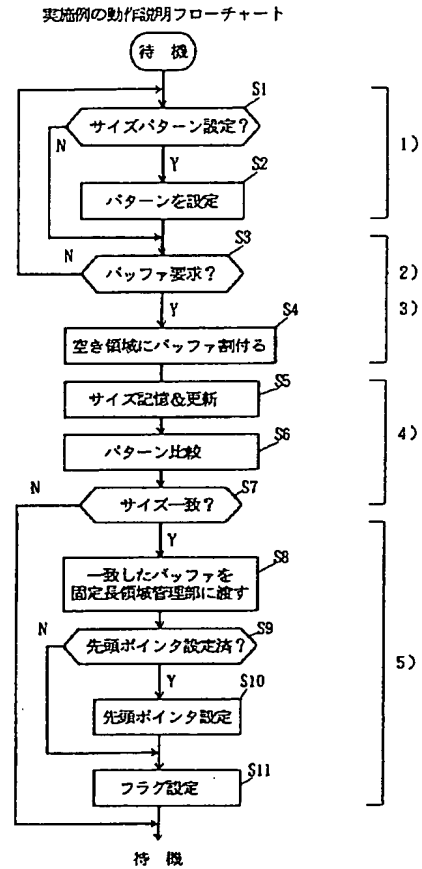 実施例の動作説明フローチャート
待 機
S1
サイズパターン設定?
N
Y
1)
S2
パターンを設定
S3
N
バッファ要求?
2)
Y
3)
S4
空き領域にバッファ割付る
S5
サイズ記憶&更新
S6
4)
パターン比較
N
S7
サイズ一致?
Y
S8
一致したバッファを
固定長領域管理部に渡す
N
S9
先頭ポインタ設定済?
5)
Y
S10
先頭ポインタ設定
S11
フラグ設定
待 機